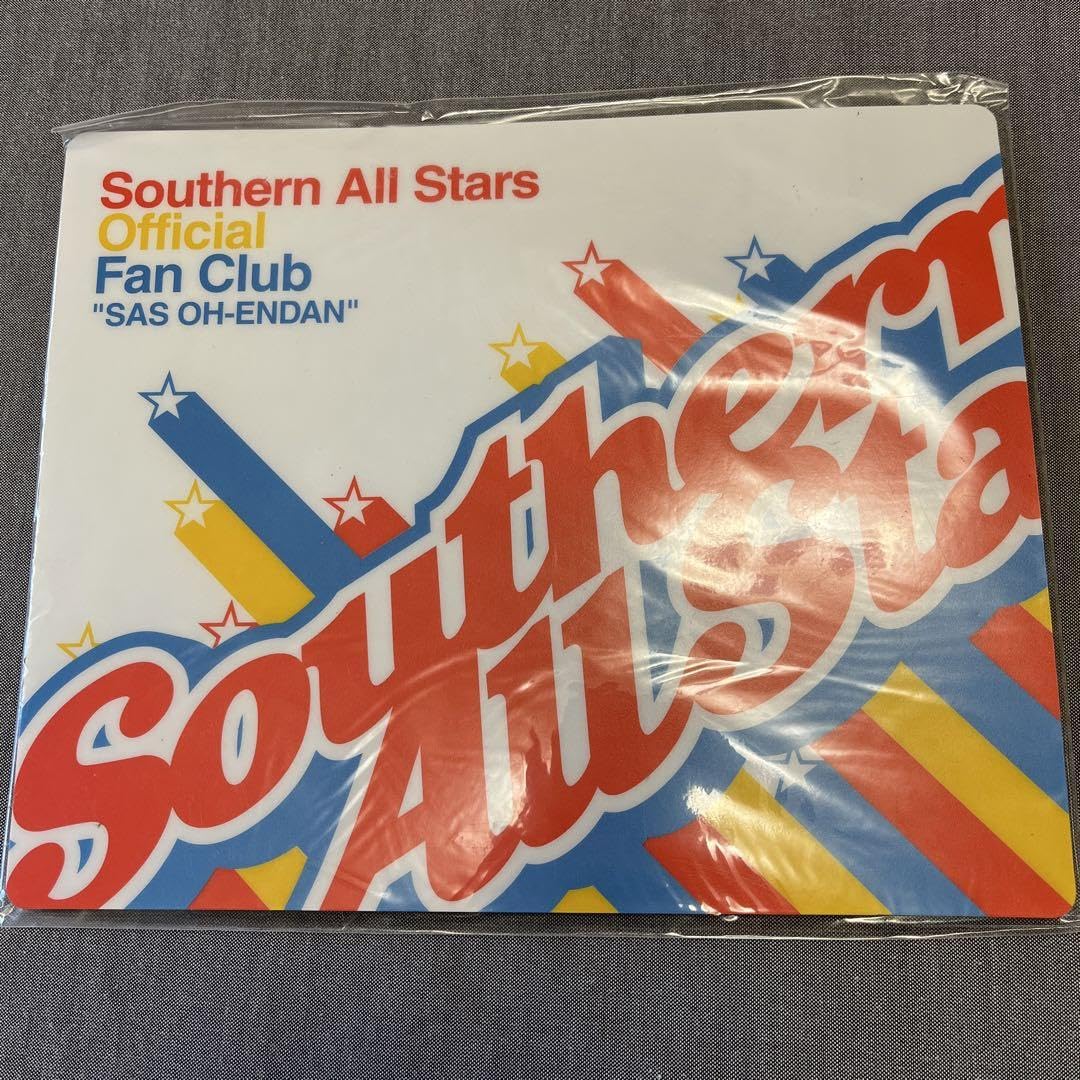 Southern All Stars
Official
Fan Club
"SAS OH-ENDAN"
Southern
All Sta